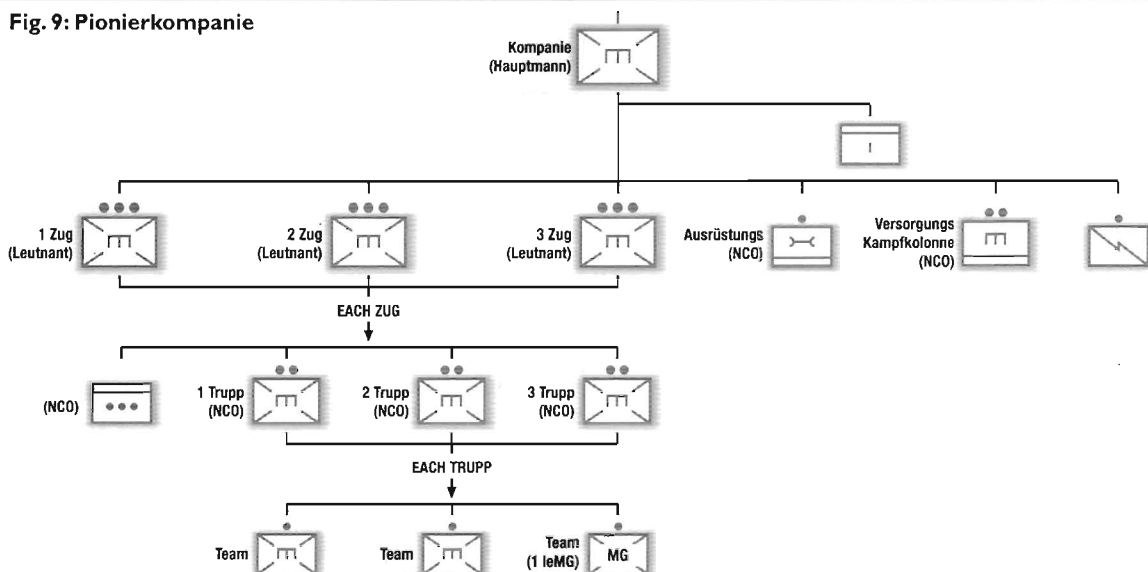 Fig. 9: Pionierkompanie
Kompanie
(Hauptmann)
I
1 Zug
(Leutnant)
2 Zug
(Leutnant)
3 Zug
(Leutnant)
Ausrüstungs
(NCO)
Versorgungs
Kampfkolonne
(NCO)
EACH ZUG
(NCO)
1 Trupp
(NCO)
2 Trupp
(NCO)
3 Trupp
(NCO)
EACH TRUPP
Team
Team
Team
(1 leMG)
MG